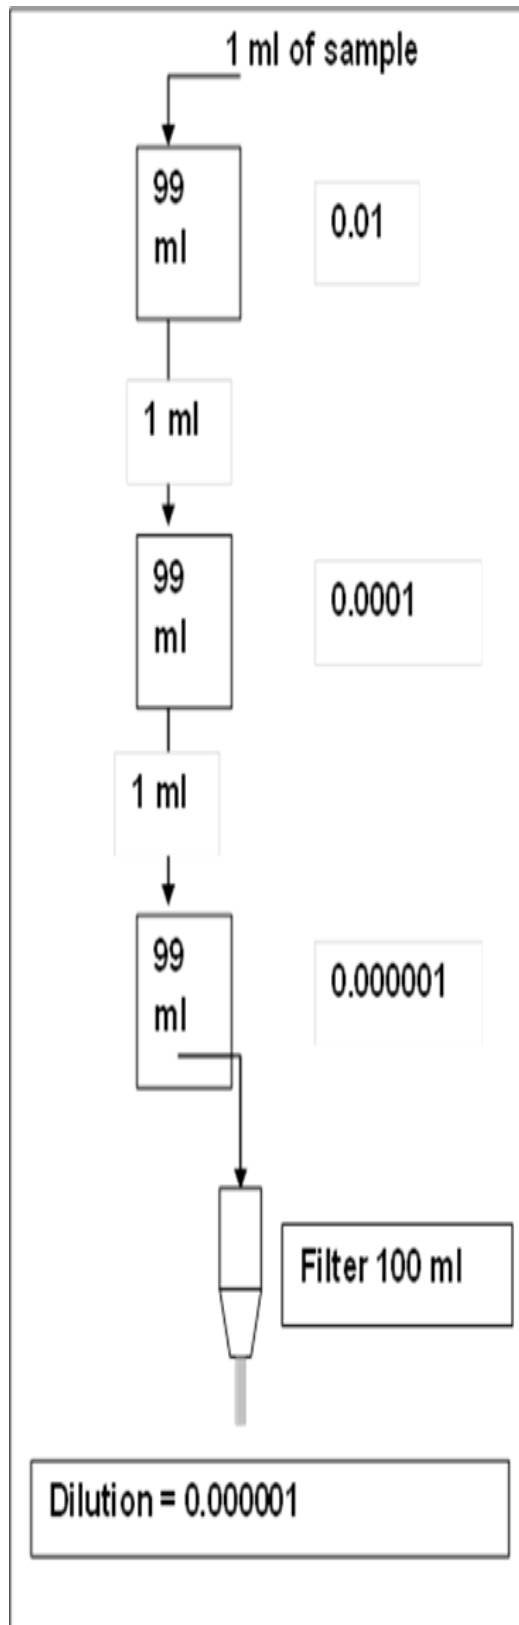 1 ml of sample
99
ml
0.01
1 ml
99
ml
0.0001
1 ml
99
ml
0.000001
Filter 100 ml
Dilution = 0.000001